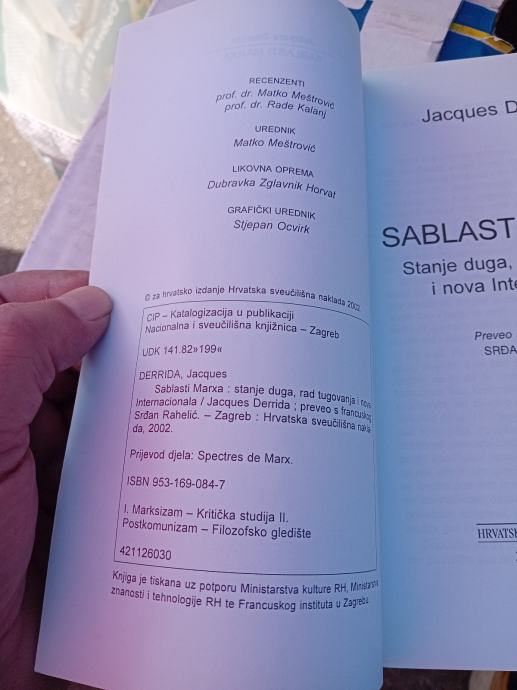 RECENZENTI
prof. dr. Matko Meštrović
prof. dr. Rade Kalanj
UREDNIK
Matko Meštrović
LIKOVNA OPREMA
Dubravka Zglavnik Horvat
GRAFIČKI UREDNIK
Stjepan Ocvirk
© za hrvatsko izdanje Hrvatska sveučilišna naklada 2002.
CIP – Katalogizacija u publikaciji
Nacionalna i sveučilišna knjižnica – Zagreb
UDK 141.82»199«
DERRIDA, Jacques
Sablasti Marxa : stanje duga, rad tugovanja i nova
Internacionala / Jacques Derrida ; preveo s francuskog
Srđan Rahelić. – Zagreb : Hrvatska sveučilišna nakla
da, 2002.
Prijevod djela: Spectres de Marx.
ISBN 953-169-084-7
I. Marksizam – Kritička studija II.
Postkomunizam – Filozofsko gledište
421126030
Knjiga je tiskana uz potporu Ministarstva kulture RH, Ministarstva
znanosti i tehnologije RH te Francuskog instituta u Zagrebu.
Jacques D
SABLAST
Stanje duga,
i nova Inte
Preveo
SRĐA
HRVATSK